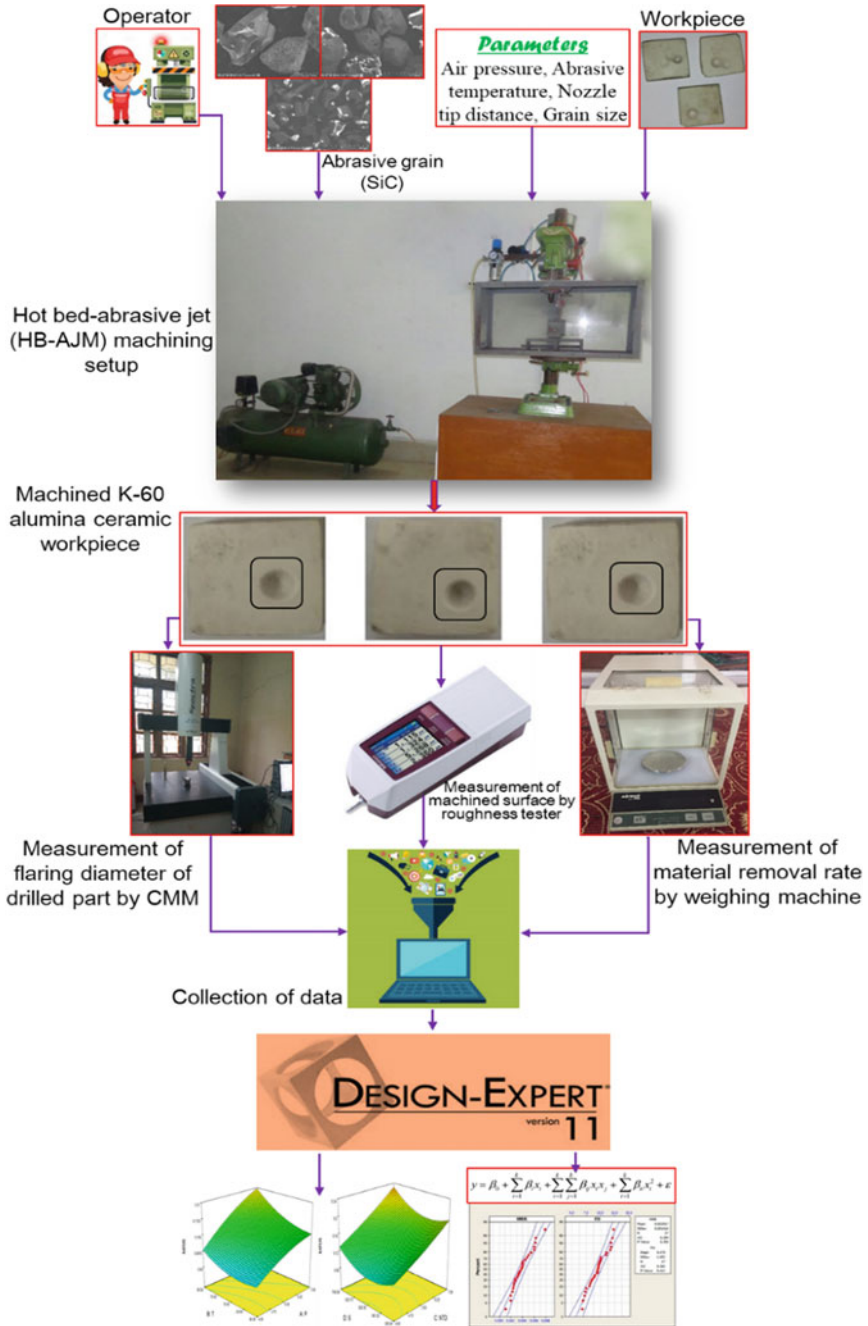 Operator
Parameters
Air pressure, Abrasive
temperature, Nozzle
tip distance, Grain size
Workpiece
Abrasive grain
(SiC)
Hot bed-abrasive jet
(HB-AJM) machining
setup
Machined K-60
alumina ceramic
workpiece
Measurement of
machined surface by
roughness tester
Measurement of
flaring diameter of
drilled part by CMM
Measurement of
material removal rate
by weighing machine
Collection of data
DESIGN-EXPERT
version 11
Percent